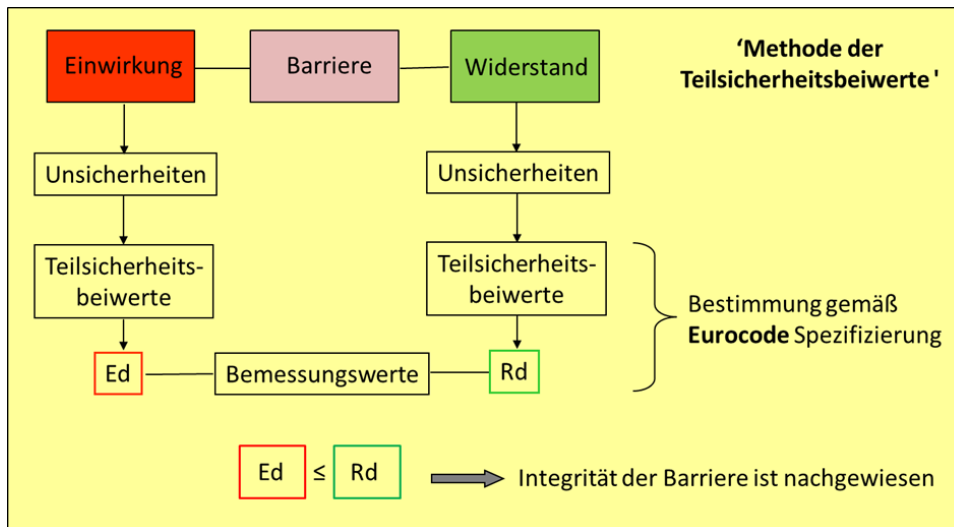 Einwirkung
Barriere
Widerstand
‘Methode der
Teilsicherheitsbeiwerte '
Unsicherheiten
Unsicherheiten
Teilsicherheits-
beiwerte
Teilsicherheits-
beiwerte
Bestimmung gemäß
Eurocode Spezifizierung
Ed
Bemessungswerte
Rd
Ed ≤ Rd
Integrität der Barriere ist nachgewiesen